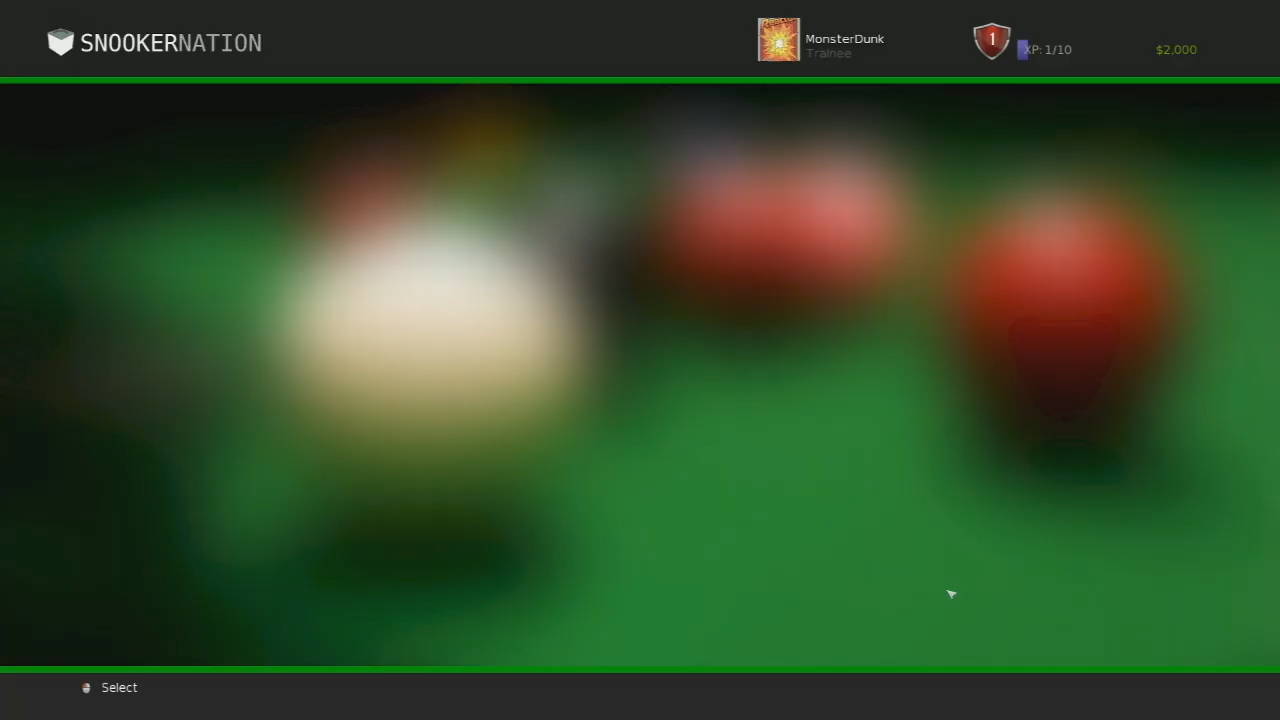 SNOOKERNATION
MonsterDunk
Trainee
1
XP: 1/10
$2,000
Select